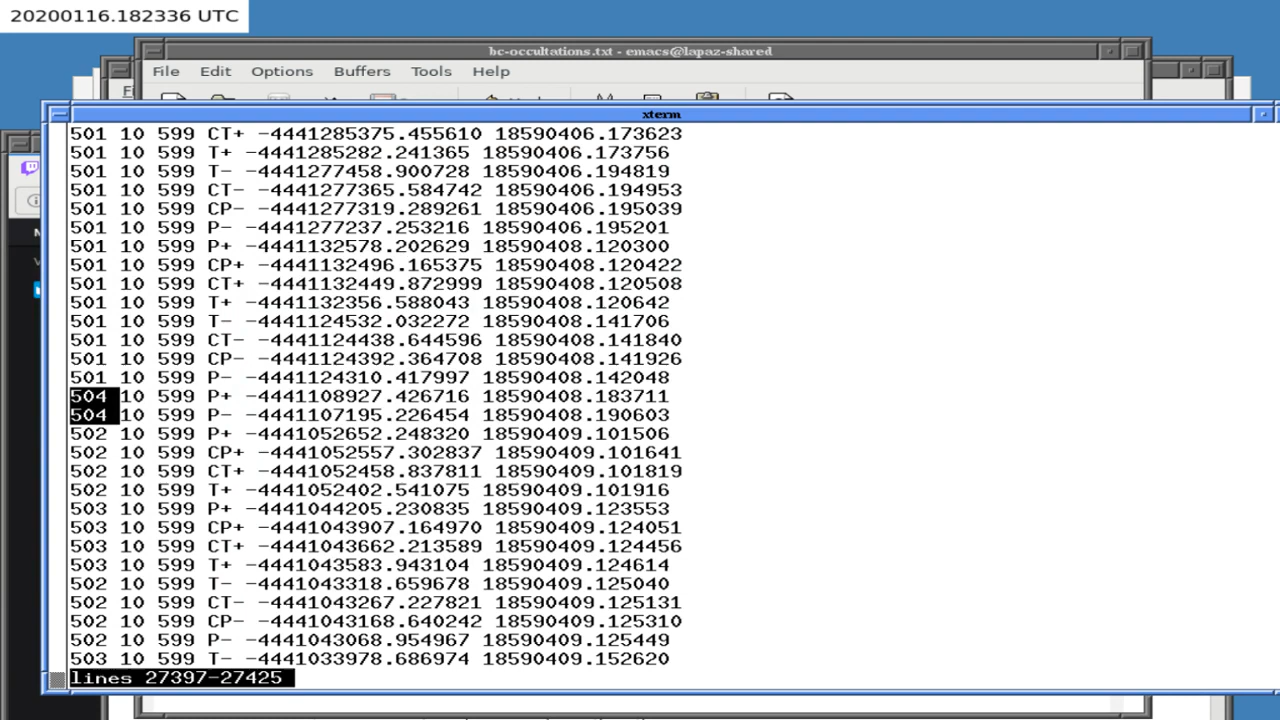 20200116.182336 UTC
bc-occultations.txt - emacs@lapaz-shared
File Edit Options Buffers Tools Help
xterm
501 10 599 CT+ -4441285375.455610 18590406.173623
501 10 599 T+ -4441285282.241365 18590406.173756
501 10 599 T- -4441277458.900728 18590406.194819
501 10 599 CT- -4441277365.584742 18590406.194953
501 10 599 CP- -4441277319.289261 18590406.195039
501 10 599 P- -4441277237.253216 18590406.195201
501 10 599 P+ -4441132578.202629 18590408.120300
501 10 599 CP+ -4441132496.165375 18590408.120422
501 10 599 CT+ -4441132449.872999 18590408.120508
501 10 599 T+ -4441132356.588043 18590408.120642
501 10 599 T- -4441124532.032272 18590408.141706
501 10 599 CT- -4441124438.644596 18590408.141840
501 10 599 CP- -4441124392.364708 18590408.141926
501 10 599 P- -4441124310.417997 18590408.142048
504 10 599 P+ -4441108927.426716 18590408.183711
504 10 599 P- -4441107195.226454 18590408.190603
502 10 599 P+ -4441052652.248320 18590409.101506
502 10 599 CP+ -4441052557.302837 18590409.101641
502 10 599 CT+ -4441052458.837811 18590409.101819
502 10 599 T+ -4441052402.541075 18590409.101916
503 10 599 P+ -4441044205.230835 18590409.123553
503 10 599 CP+ -4441043907.164970 18590409.124051
503 10 599 CT+ -4441043662.213589 18590409.124456
503 10 599 T+ -4441043583.943104 18590409.124614
502 10 599 T- -4441043318.659678 18590409.125040
502 10 599 CT- -4441043267.227821 18590409.125131
502 10 599 CP- -4441043168.640242 18590409.125310
502 10 599 P- -4441043068.954967 18590409.125449
503 10 599 T- -4441033978.686974 18590409.152620
lines 27397-27425